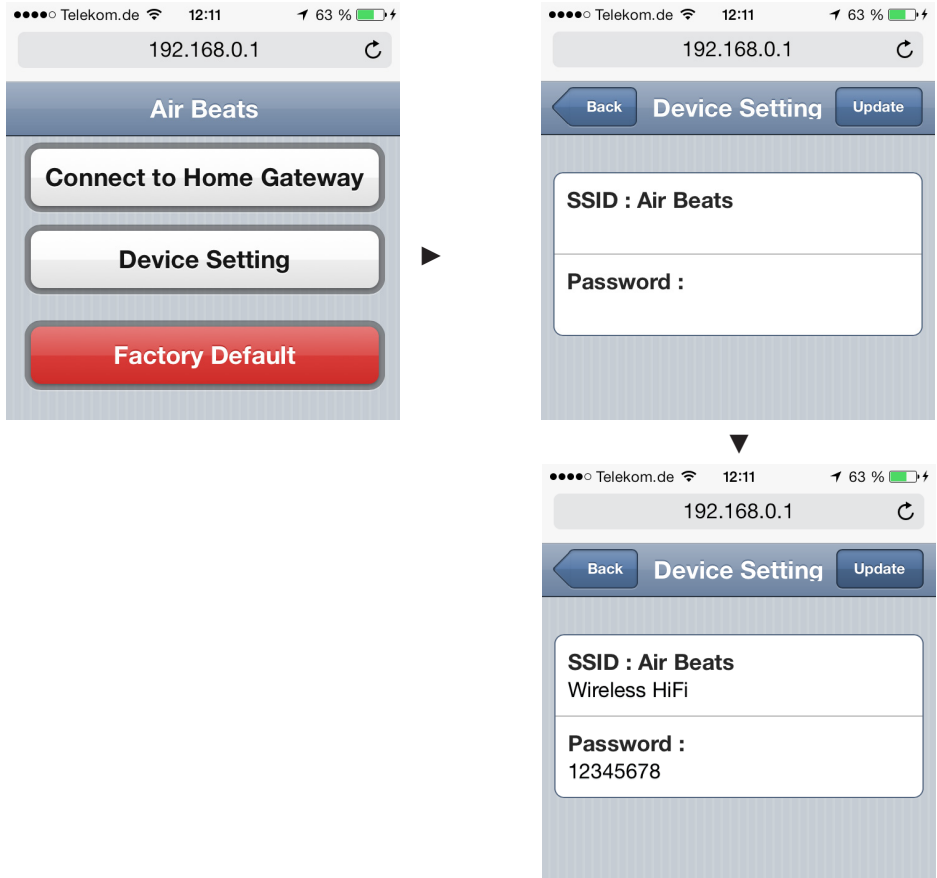 Telekom.de 12:11 63 %
192.168.0.1
Air Beats
Connect to Home Gateway
Device Setting
Factory Default
Telekom.de 12:11 63 %
192.168.0.1
Back Device Setting Update
SSID : Air Beats
Password :
Telekom.de 12:11 63 %
192.168.0.1
Back Device Setting Update
SSID : Air Beats
Wireless HiFi
Password :
12345678